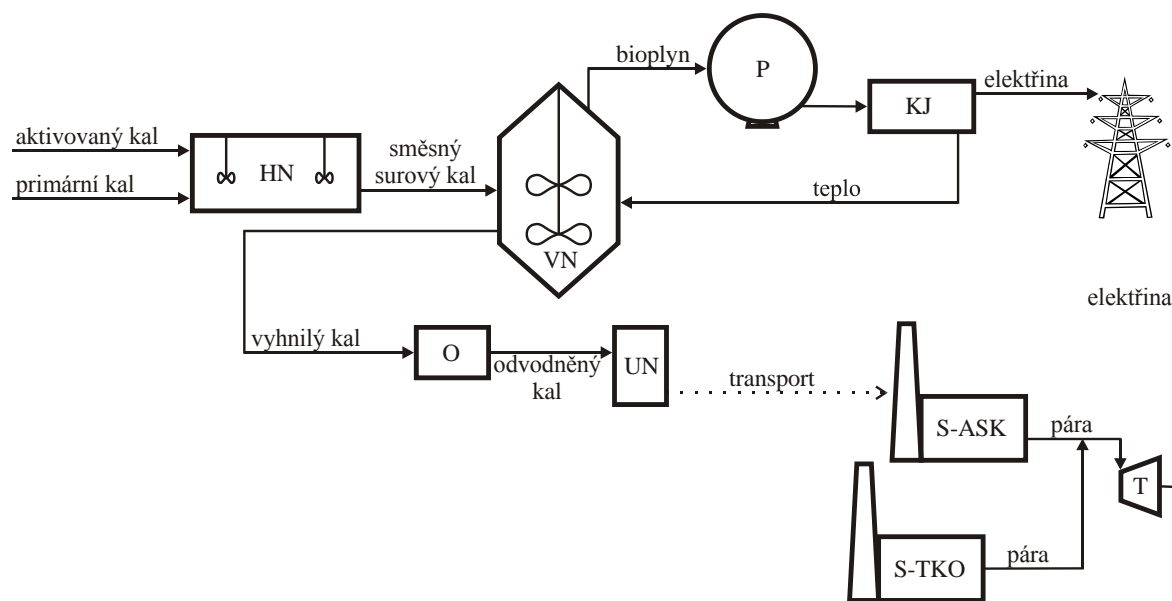 bioplyn
P
elektřina
KJ
aktivovaný kal
HN
směsný
surový kal
primární kal
teplo
VN
elektřina
vyhnilý kal
O
odvodněný
kal
UN
transport
S-ASK
pára
T
S-TKO
pára